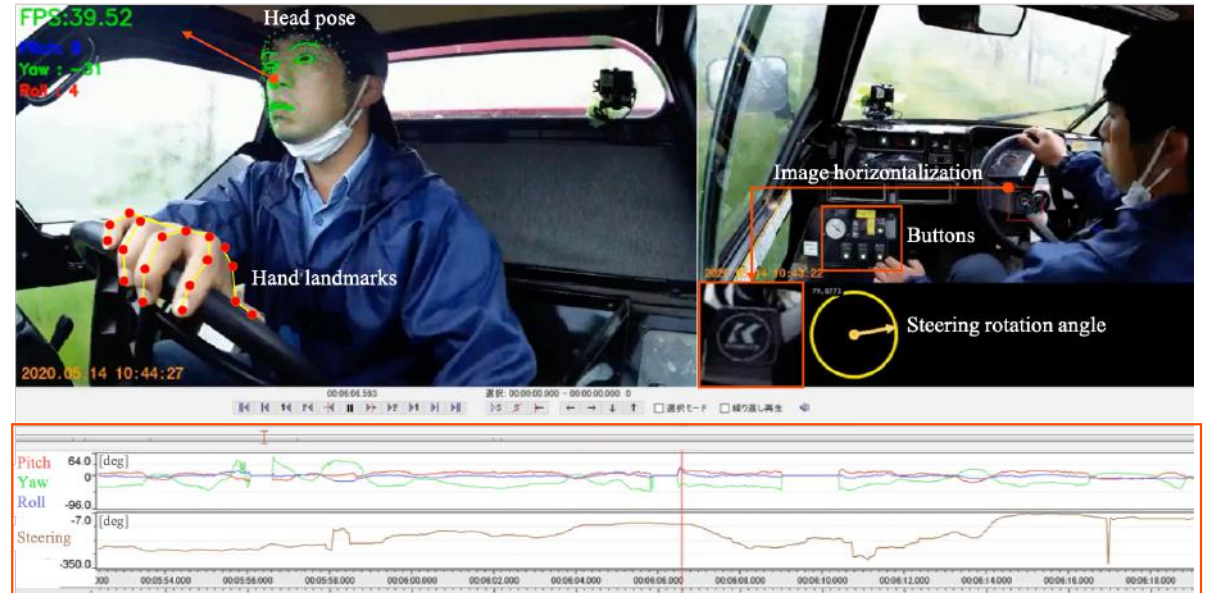 FPS:39.52
Pitch: 8
Yaw : -31
Roll : 4
Head pose
Hand landmarks
2020.05.14 10:44:27
Image horizontalization
Buttons
79.8773
Steering rotation angle
00:06:06.593
選択: 00:00:00.000 - 00:00:00.000 0
選択モード
繰り返し再生
Pitch
Yaw
Roll
64.0
[deg]
0
-96.0
Steering
-7.0
[deg]
-350.0
00:05:54.000 00:05:56.000 00:05:58.000 00:06:00.000 00:06:02.000 00:06:04.000 00:06:06.000 00:06:08.000 00:06:10.000 00:06:12.000 00:06:14.000 00:06:16.000 00:06:18.000